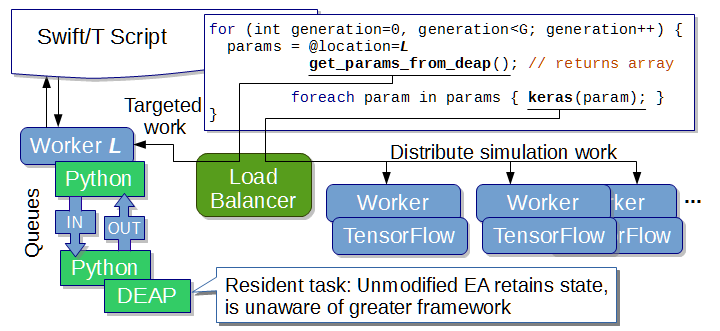 Swift/T Script
for (int generation=0, generation<G; generation++) {
params = @location=L
get_params_from_deap(); // returns array
foreach param in params { keras(param); }
}
Targeted
work
Worker L
Python
Queues
IN
OUT
Python
DEAP
Load
Balancer
Distribute simulation work
Worker
TensorFlow
Worker
TensorFlow
rker
rFlow
...
Resident task: Unmodified EA retains state,
is unaware of greater framework